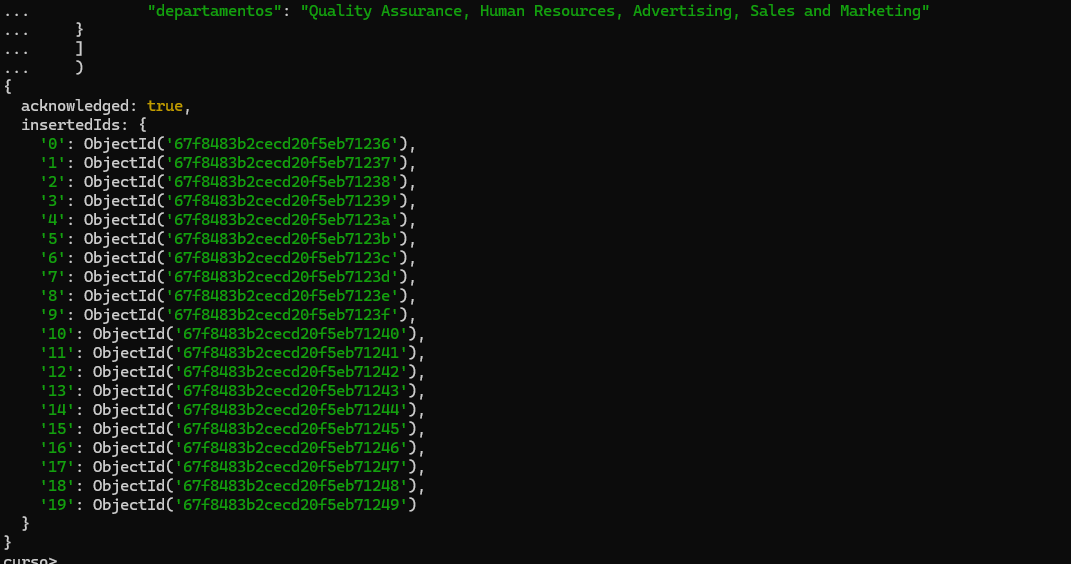 ...             "departamentos": "Quality Assurance, Human Resources, Advertising, Sales and Marketing"
...     }
...     ]
...     )
{
  acknowledged: true,
  insertedIds: {
    '0': ObjectId('67f8483b2cecd20f5eb71236'),
    '1': ObjectId('67f8483b2cecd20f5eb71237'),
    '2': ObjectId('67f8483b2cecd20f5eb71238'),
    '3': ObjectId('67f8483b2cecd20f5eb71239'),
    '4': ObjectId('67f8483b2cecd20f5eb7123a'),
    '5': ObjectId('67f8483b2cecd20f5eb7123b'),
    '6': ObjectId('67f8483b2cecd20f5eb7123c'),
    '7': ObjectId('67f8483b2cecd20f5eb7123d'),
    '8': ObjectId('67f8483b2cecd20f5eb7123e'),
    '9': ObjectId('67f8483b2cecd20f5eb7123f'),
    '10': ObjectId('67f8483b2cecd20f5eb71240'),
    '11': ObjectId('67f8483b2cecd20f5eb71241'),
    '12': ObjectId('67f8483b2cecd20f5eb71242'),
    '13': ObjectId('67f8483b2cecd20f5eb71243'),
    '14': ObjectId('67f8483b2cecd20f5eb71244'),
    '15': ObjectId('67f8483b2cecd20f5eb71245'),
    '16': ObjectId('67f8483b2cecd20f5eb71246'),
    '17': ObjectId('67f8483b2cecd20f5eb71247'),
    '18': ObjectId('67f8483b2cecd20f5eb71248'),
    '19': ObjectId('67f8483b2cecd20f5eb71249')
  }
}
curso>